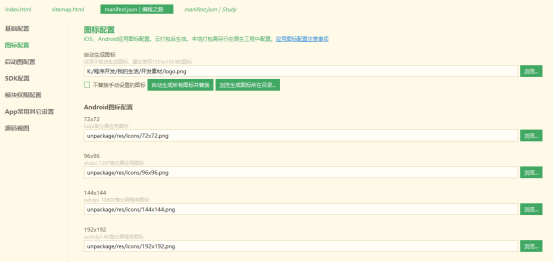 index.html
sitemap.html
manifest.json | 编程之路
manifest.json / Study
基础配置
图标配置
启动图配置
SDK配置
模块权限配置
App常用其它设置
源码视图
图标配置
iOS、Android应用图标配置。云打包后生效。本地打包需另行在原生工程中配置。应用图标配置注意事项
自动生成图标
K:/程序开发/我的生活/开发素材/logo.png
浏览...
不替换手动设置的图标
自动生成所有图标并替换
浏览生成图标所在目录...
Android图标配置
72x72
unpackage/res/icons/72x72.png
浏览...
96x96
unpackage/res/icons/96x96.png
浏览...
144x144
unpackage/res/icons/144x144.png
浏览...
192x192
unpackage/res/icons/192x192.png
浏览...